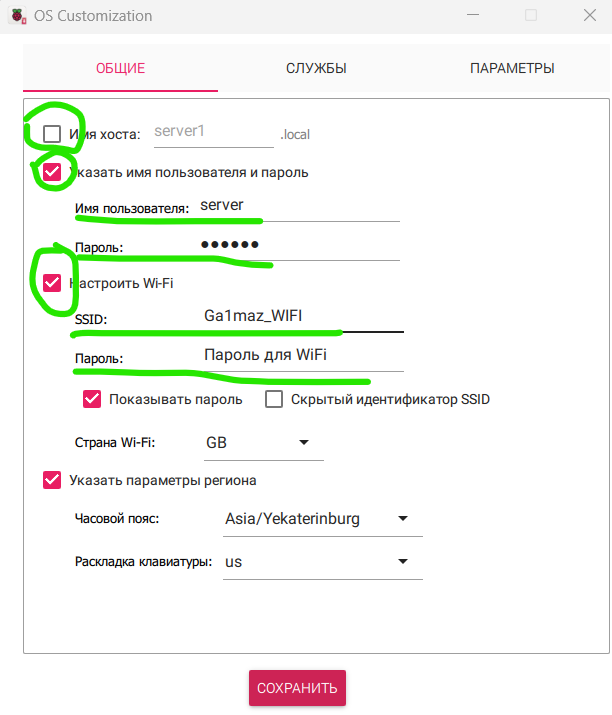 OS Customization
ОБЩИЕ СЛУЖБЫ ПАРАМЕТРЫ
Имя хоста: server1 .local
Указать имя пользователя и пароль
Имя пользователя: server
Пароль: ●●●●●●
Настроить Wi-Fi
SSID: Ga1maz_WIFI
Пароль: Пароль для WiFi
Показывать пароль Скрытый идентификатор SSID
Страна Wi-Fi: GB
Указать параметры региона
Часовой пояс: Asia/Yekaterinburg
Раскладка клавиатуры: us
СОХРАНИТЬ